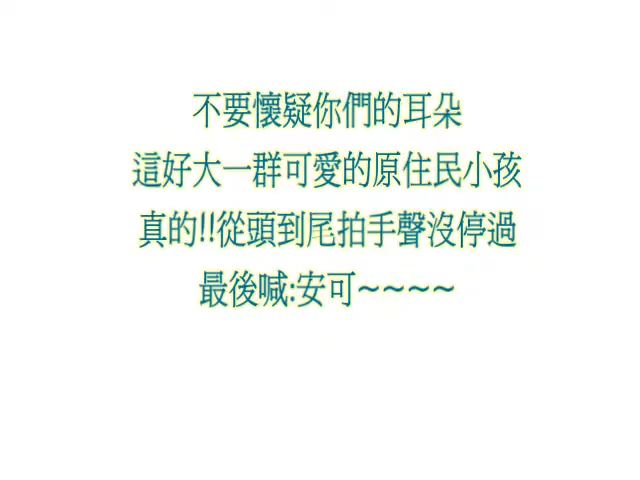 不要懷疑你們的耳朵
這好大一群可愛的原住民小孩
真的!!從頭到尾拍手聲沒停過
最後喊:安可~~~~